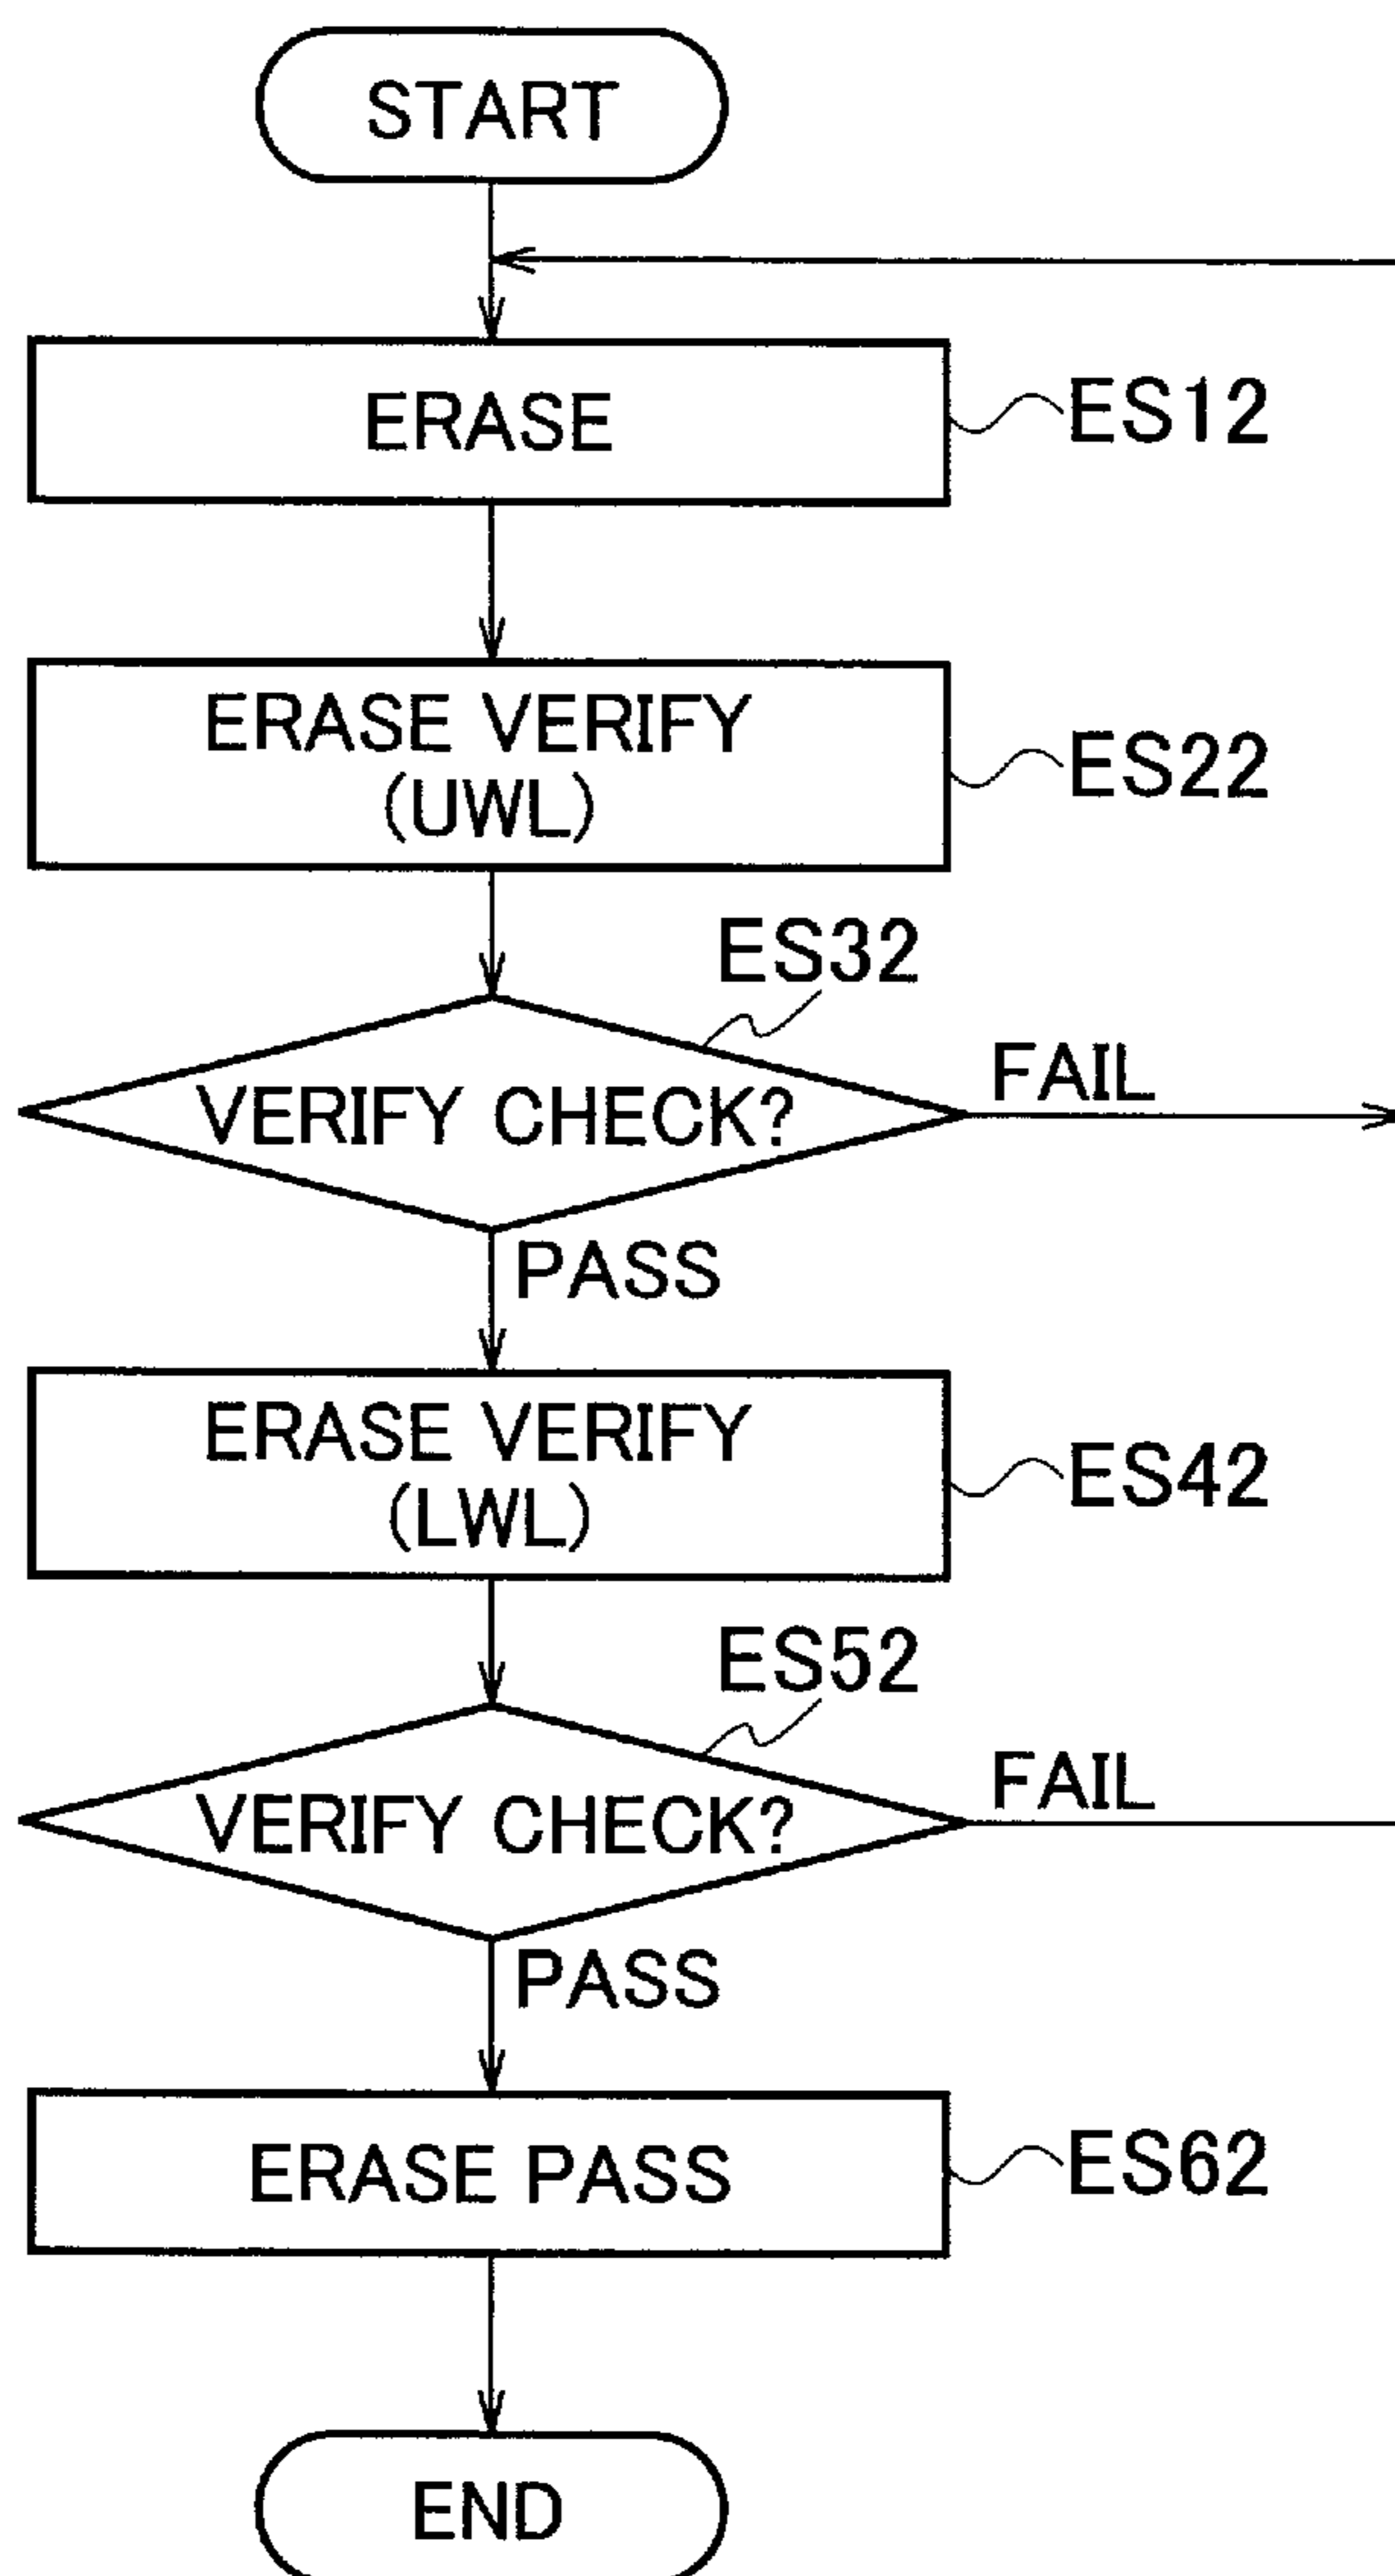 START
ERASE
ES12
ERASE VERIFY
(UWL)
ES22
ES32
VERIFY CHECK?
FAIL
PASS
ERASE VERIFY
(LWL)
ES42
ES52
VERIFY CHECK?
FAIL
PASS
ERASE PASS
ES62
END